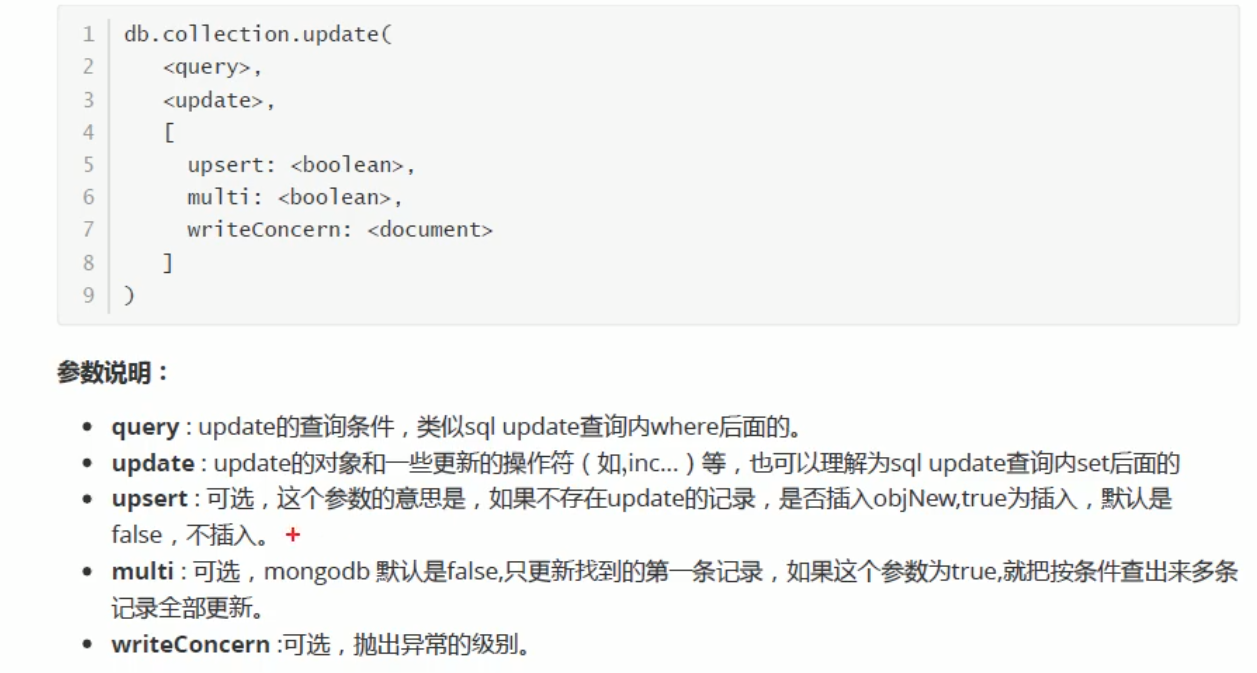 1 db.collection.update(
2 <query>,
3 <update>,
4 [
5 upsert: <boolean>,
6 multi: <boolean>,
7 writeConcern: <document>
8 ]
9 )
参数说明：
• query : update的查询条件，类似sql update查询内where后面的。
• update : update的对象和一些更新的操作符（如,inc...）等，也可以理解为sql update查询内set后面的
• upsert : 可选，这个参数的意思是，如果不存在update的记录，是否插入objNew,true为插入，默认是
false，不插入。
• multi : 可选，mongodb 默认是false,只更新找到的第一条记录，如果这个参数为true,就把按条件查出来多条
记录全部更新。
• writeConcern :可选，抛出异常的级别。